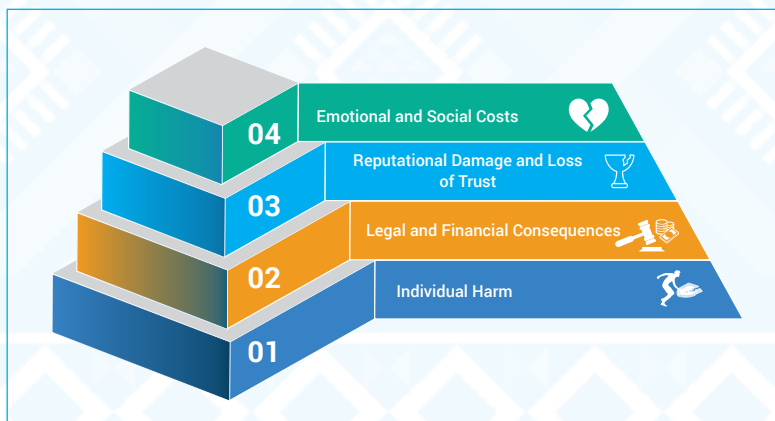 04
Emotional and Social Costs
03
Reputational Damage and Loss
of Trust
02
Legal and Financial Consequences
01
Individual Harm